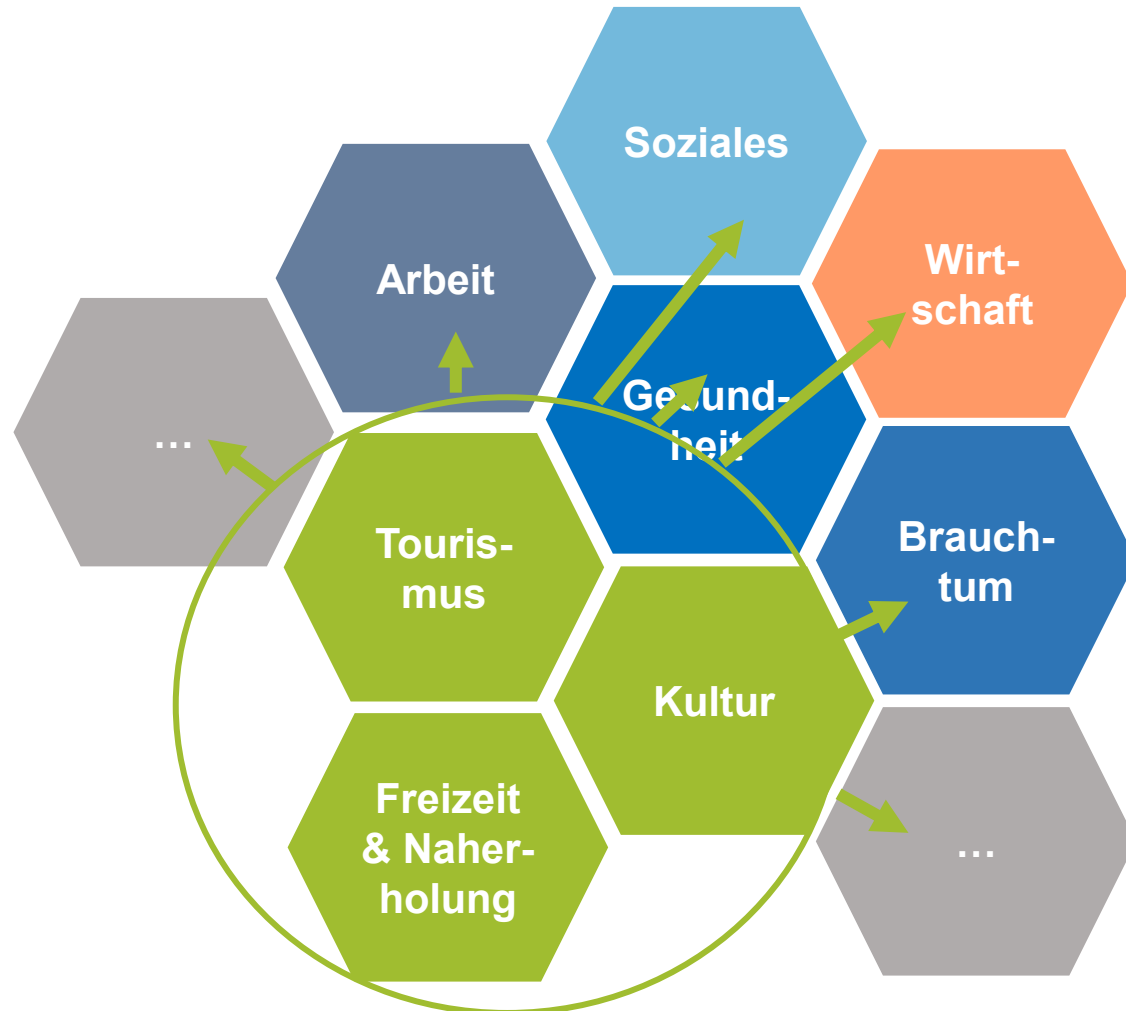 Soziales
Arbeit
Wirt-
schaft
Gesund-
heit
...
Touris-
mus
Brauch-
tum
Kultur
Freizeit
& Naher-
holung
...